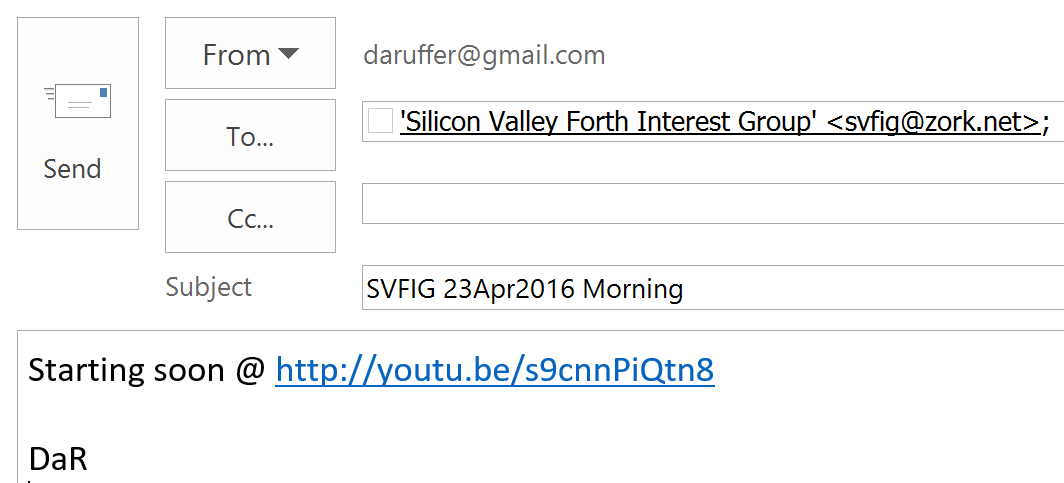 Send
From
daruffer@gmail.com
To...
'Silicon Valley Forth Interest Group' <svfig@zork.net>;
Cc...
Subject
SVFIG 23Apr2016 Morning
Starting soon @ http://youtu.be/s9cnnPiQtn8
DaR